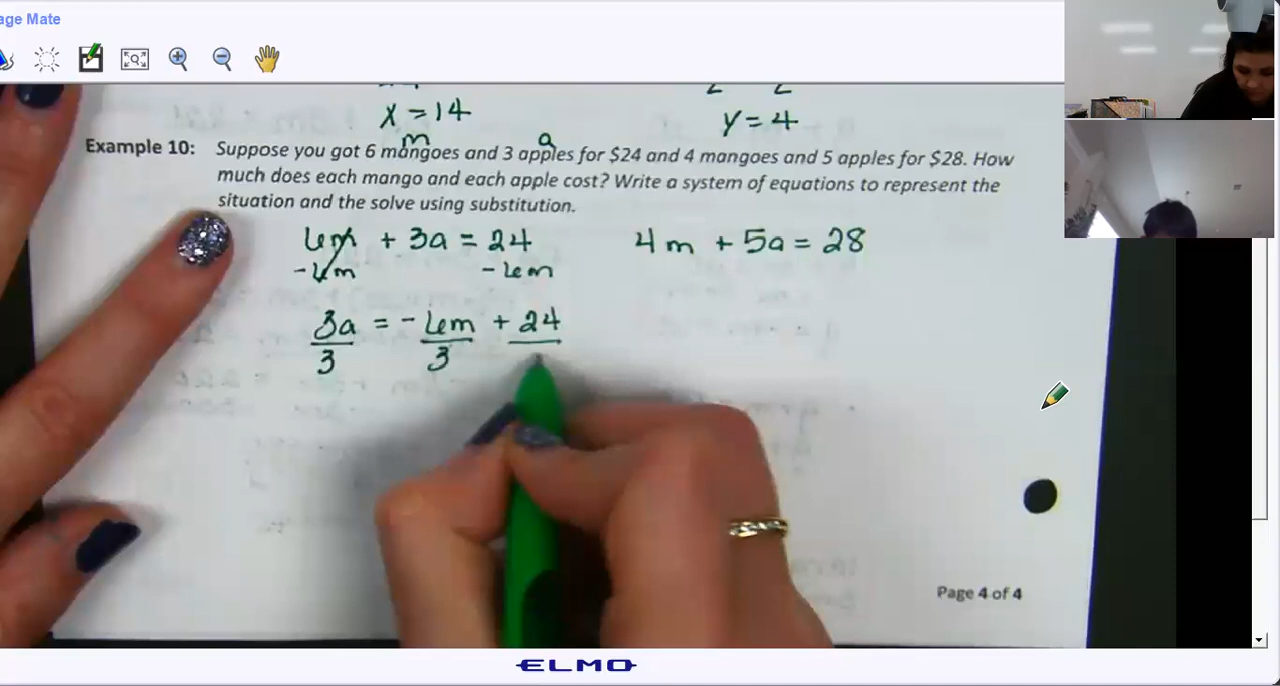 age Mate
x = 14
y = 4
m a
Example 10: Suppose you got 6 mangoes and 3 apples for $24 and 4 mangoes and 5 apples for $28. How
much does each mango and each apple cost? Write a system of equations to represent the
situation and the solve using substitution.
6m + 3a = 24 4m + 5a = 28
-6m -6m
3a = -6m + 24
3 3
Page 4 of 4
ELMO